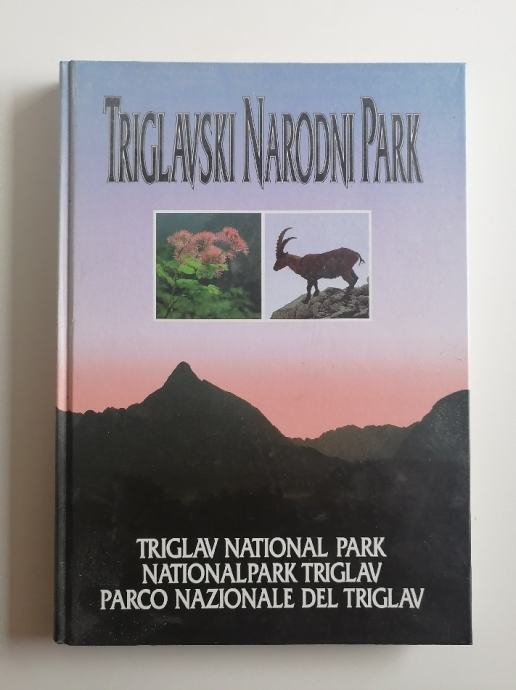 TRIGLAVSKI NARODNI PARK
TRIGLAV NATIONAL PARK
NATIONALPARK TRIGLAV
PARCO NAZIONALE DEL TRIGLAV